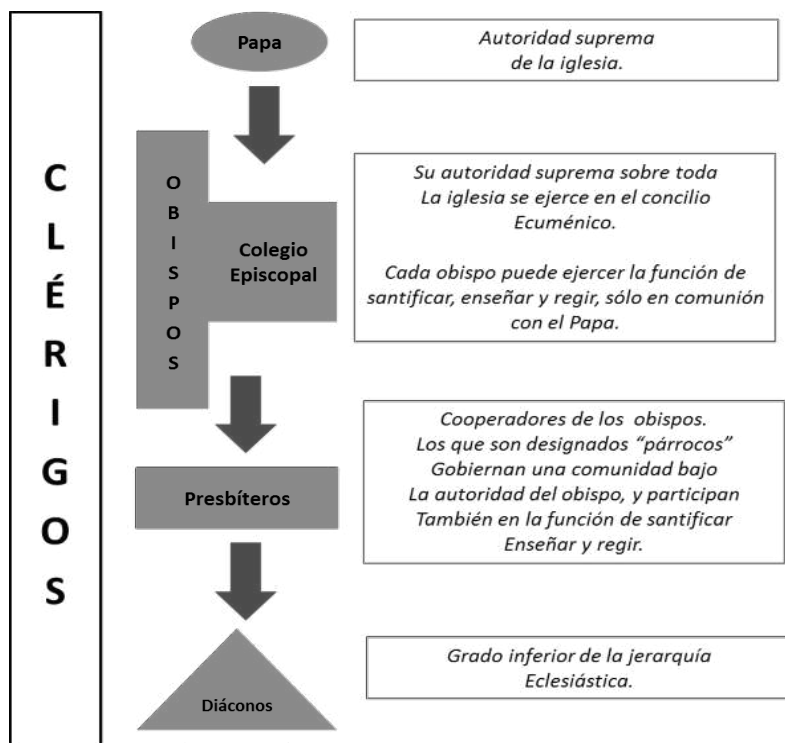 CLÉRIGOS
Papa
Autoridad suprema
de la iglesia.
OBISPOS
Colegio
Episcopal
Su autoridad suprema sobre toda
La iglesia se ejerce en el concilio
Ecuménico.
Cada obispo puede ejercer la función de
santificar, enseñar y regir, sólo en comunión
con el Papa.
Presbíteros
Cooperadores de los obispos.
Los que son designados “párrocos”
Gobiernan una comunidad bajo
La autoridad del obispo, y participan
También en la función de santificar
Enseñar y regir.
Diáconos
Grado inferior de la jerarquía
Eclesiástica.